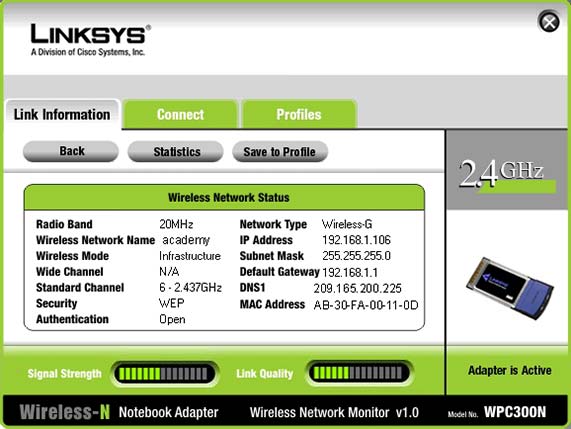 LINKSYS®
A Division of Cisco Systems, Inc.
Link Information Connect Profiles
Back Statistics Save to Profile
2.4GHz
Wireless Network Status
Radio Band 20MHz Network Type Wireless-G
Wireless Network Name academy IP Address 192.168.1.106
Wireless Mode Infrastructure Subnet Mask 255.255.255.0
Wide Channel N/A Default Gateway 192.168.1.1
Standard Channel 6 - 2.437GHz DNS1 209.165.200.225
Security WEP MAC Address AB-30-FA-00-11-0D
Authentication Open
Signal Strength Link Quality Adapter is Active
Wireless-N Notebook Adapter Wireless Network Monitor v1.0 Model No. WPC300N